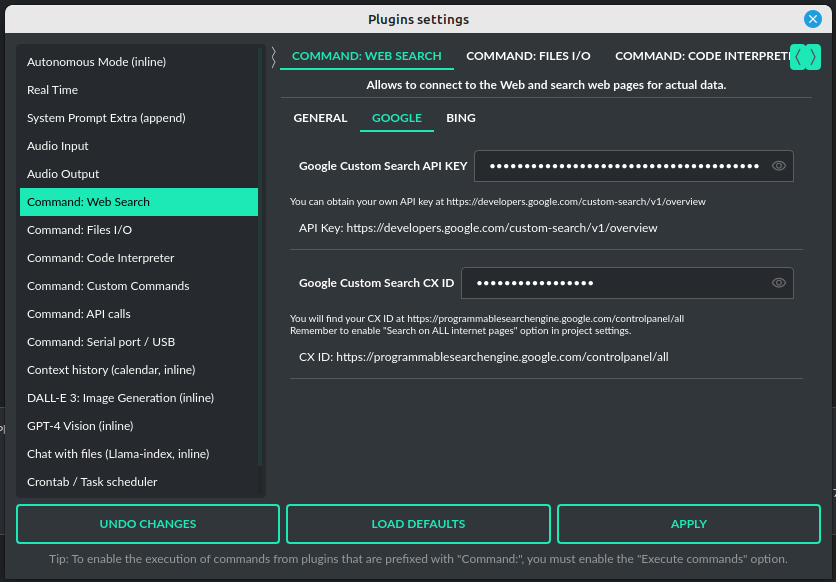 Plugins settings
Autonomous Mode (inline)
Real Time
System Prompt Extra (append)
Audio Input
Audio Output
Command: Web Search
Command: Files I/O
Command: Code Interpreter
Command: Custom Commands
Command: API calls
Command: Serial port / USB
Context history (calendar, inline)
DALL-E 3: Image Generation (inline)
GPT-4 Vision (inline)
Chat with files (Llama-index, inline)
Crontab / Task scheduler
COMMAND: WEB SEARCH COMMAND: FILES I/O COMMAND: CODE INTERPRETI
Allows to connect to the Web and search web pages for actual data.
GENERAL GOOGLE BING
Google Custom Search API KEY
You can obtain your own API key at https://developers.google.com/custom-search/v1/overview
API Key: https://developers.google.com/custom-search/v1/overview
Google Custom Search CX ID
You will find your CX ID at https://programmablesearchengine.google.com/controlpanel/all
Remember to enable "Search on ALL internet pages" option in project settings.
CX ID: https://programmablesearchengine.google.com/controlpanel/all
UNDO CHANGES LOAD DEFAULTS APPLY
Tip: To enable the execution of commands from plugins that are prefixed with "Command:", you must enable the "Execute commands" option.